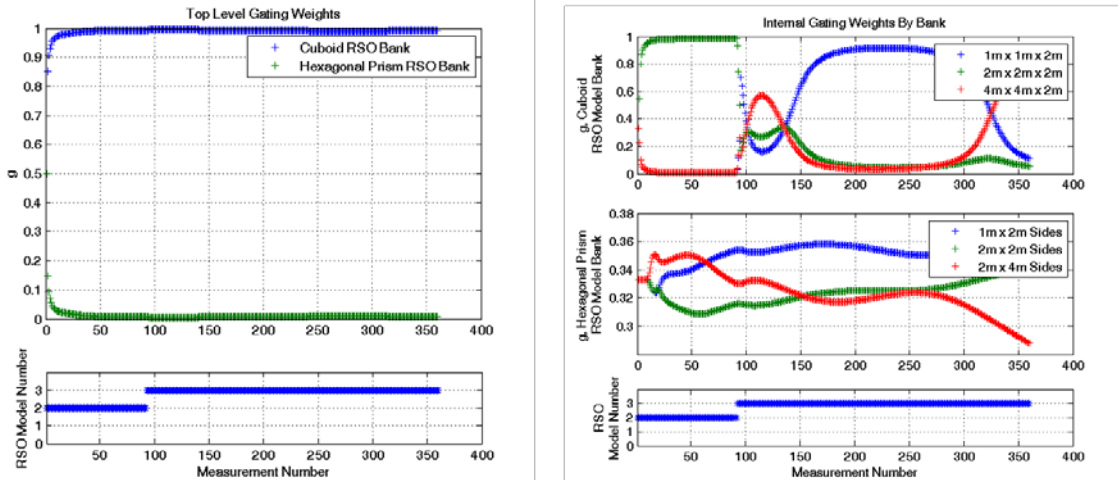 Top Level Gating Weights
1
0.9
0.8
0.7
0.6
0.5
0.4
0.3
0.2
0.1
0
g
Cuboid RSO Bank
Hexagonal Prism RSO Bank
50 100 150 200 250 300 350 400
RSO Model Number
3
2
1
0
50 100 150 200 250 300 350 400
Measurement Number
Internal Gating Weights By Bank
g, Cuboid
RSO Model Bank
1
0.8
0.6
0.4
0.2
0
1m x 1m x 2m
2m x 2m x 2m
4m x 4m x 2m
0 50 100 150 200 250 300 350 400
g, Hexagonal Prism
RSO Model Bank
0.38
0.36
0.34
0.32
0.3
1m x 2m Sides
2m x 2m Sides
2m x 4m Sides
0 50 100 150 200 250 300 350 400
RSO
Model Number
3
2
1
0
0 50 100 150 200 250 300 350 400
Measurement Number